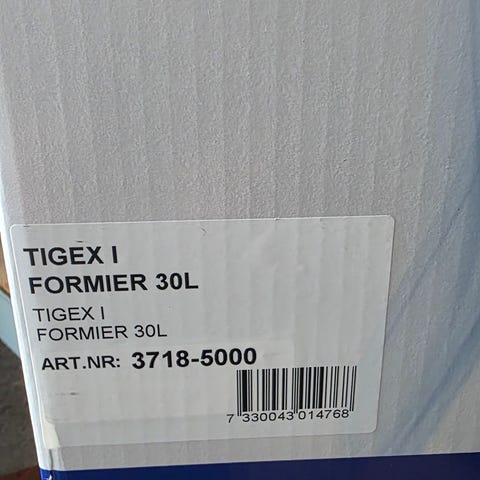 TIGEX I
FORMIER 30L
TIGEX I
FORMIER 30L
ART.NR: 3718-5000
7 330043 014768